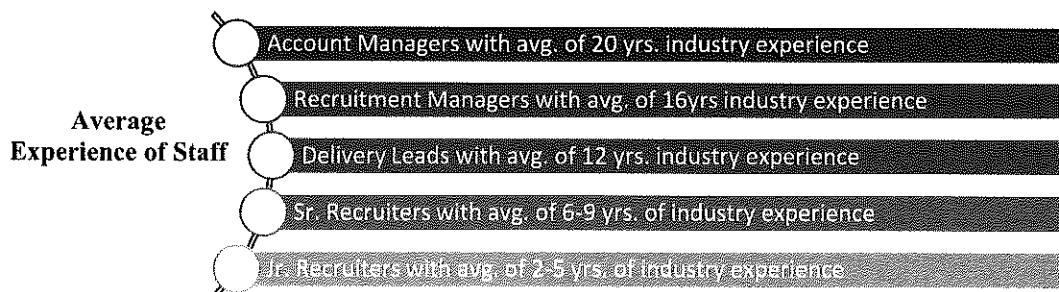 Average
Experience of Staff
Account Managers with avg. of 20 yrs. industry experience
Recruitment Managers with avg. of 16yrs industry experience
Delivery Leads with avg. of 12 yrs. industry experience
Sr. Recruiters with avg. of 6-9 yrs. of industry experience
Jr. Recruiters with avg. of 2-5 yrs. of industry experience